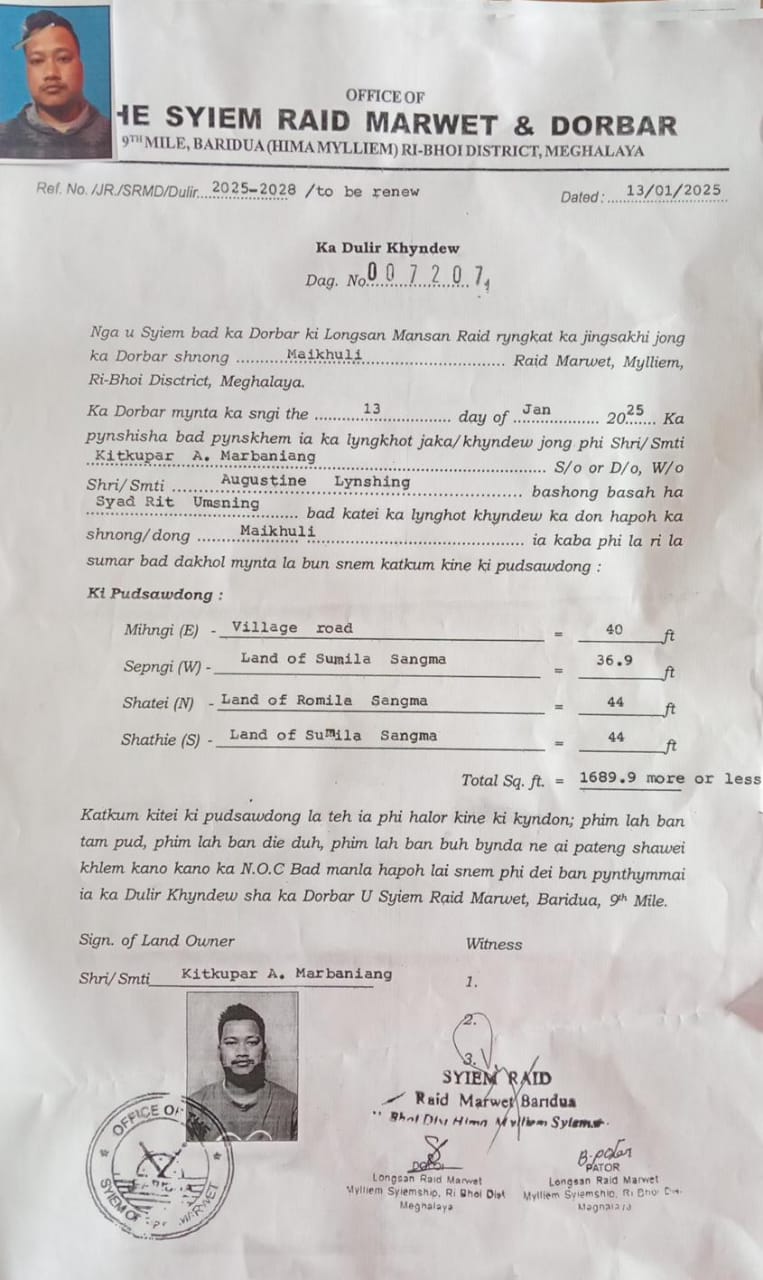 OFFICE OF
HE SYIEM RAID MARWET & DORBAR
9TH MILE, BARIDUA (HIMA MYLLIEM) RI-BHOI DISTRICT, MEGHALAYA
Ref. No. /JR./SRMD/Dulir...2025-2028 /to be renew
Dated : ...13/01/2025
Ka Dulir Khyndew
Dag. No. 007207
Nga u Syiem bad ka Dorbar ki Longsan Mansan Raid ryngkat ka jingsakhi jong
ka Dorbar shnong ... Maikhuli ... Raid Marwet, Mylliem,
Ri-Bhoi Disctrict, Meghalaya.
Ka Dorbar mynta ka sngi the ... 13 ... day of ... Jan ... 2025 ... Ka
pynshisha bad pynskhem ia ka lyngkhot jaka/khyndew jong phi Shri/Smti
Kitkupar A. Marbaniang ... S/o or D/o, W/o
Shri/Smti ... Augustine Lynshing ... bashong basah ha
Syad Rit Umsning ... bad katei ka lynghot khyndew ka don hapoh ka
shnong/dong ... Maikhuli ... ia kaba phi la ri la
sumar bad dakhol mynta la bun snem katkum kine ki pudsawdong :
Ki Pudsawdong :
Mihngi (E) - Village road = 40 ft
Sepngi (W) - Land of Sumila Sangma = 36.9 ft
Shatei (N) - Land of Romila Sangma = 44 ft
Shathie (S) - Land of Sumila Sangma = 44 ft
Total Sq. ft. = 1689.9 more or less
Katkum kitei ki pudsawdong la teh ia phi halor kine ki kyndon; phim lah ban
tam pud, phim lah ban die duh, phim lah ban buh bynda ne ai pateng shawei
khlem kano kano ka N.O.C Bad manla hapoh lai snem phi dei ban pynthymmai
ia ka Dulir Khyndew sha ka Dorbar U Syiem Raid Marwet, Baridua, 9th Mile.
Sign. of Land Owner
Witness
Shri/Smti Kitkupar A. Marbaniang
1.
2.
3.
SYIEM RAID
Raid Marwet Baridua
Bhoi Div Hima Mylliem
OFFICE OF THE
SYIEM OF MARWET
Longsan Raid Marwet
Mylliem Syiemship, Ri Bhoi Dist
Meghalaya
B. Pator
PATOR
Longsan Raid Marwet
Mylliem Syiemship, Ri Bhoi
Meghalaya